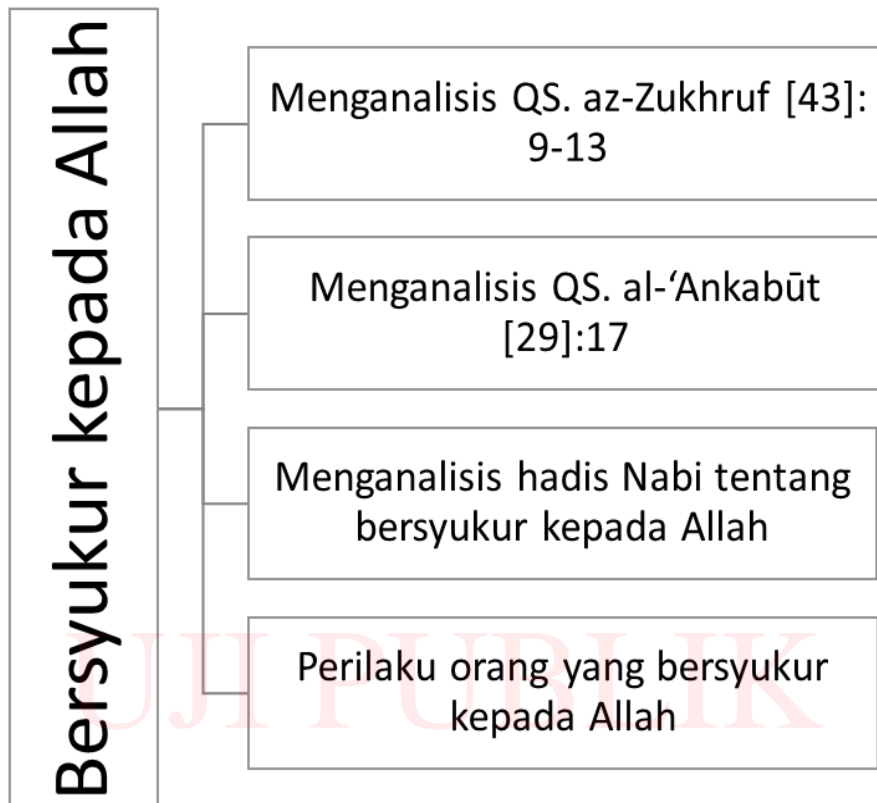 Bersyukur kepada Allah
Menganalisis QS. az-Zukhruf [43]:
9-13
Menganalisis QS. al-‘Ankabūt
[29]:17
Menganalisis hadis Nabi tentang
bersyukur kepada Allah
Perilaku orang yang bersyukur
kepada Allah
UJI PUBLIK